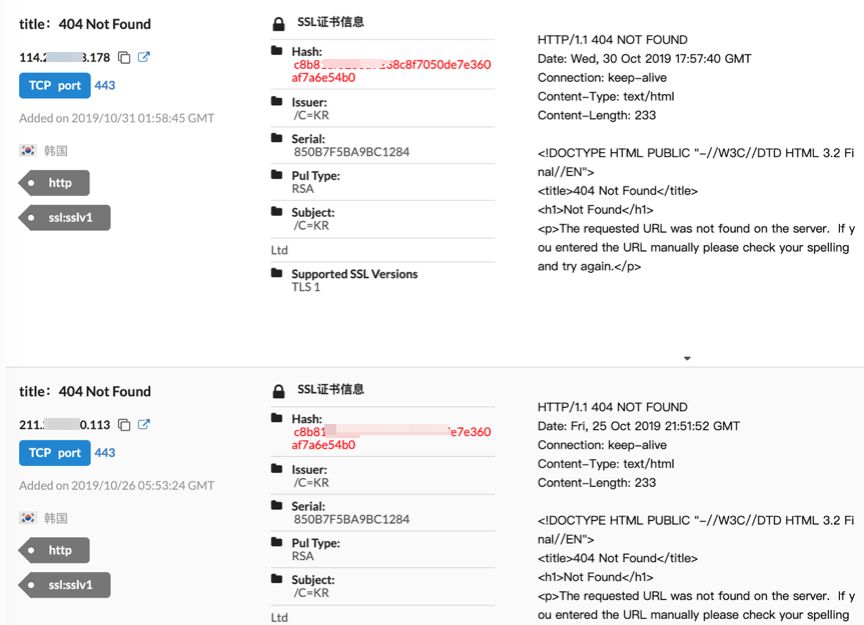 title：404 Not Found
114.2 3.178
TCP port 443
Added on 2019/10/31 01:58:45 GMT
韩国
http
ssl:sslv1
SSL证书信息
Hash:
c8b8 38c8f7050de7e360
af7a6e54b0
Issuer:
/C=KR
Serial:
850B7F5BA9BC1284
Pul Type:
RSA
Subject:
/C=KR
Ltd
Supported SSL Versions
TLS 1
HTTP/1.1 404 NOT FOUND
Date: Wed, 30 Oct 2019 17:57:40 GMT
Connection: keep-alive
Content-Type: text/html
Content-Length: 233
<!DOCTYPE HTML PUBLIC "-//W3C//DTD HTML 3.2 Fi
nal//EN">
<title>404 Not Found</title>
<h1>Not Found</h1>
<p>The requested URL was not found on the server. If y
ou entered the URL manually please check your spelling
and try again.</p>
title：404 Not Found
211. 0.113
TCP port 443
Added on 2019/10/26 05:53:24 GMT
韩国
http
ssl:sslv1
SSL证书信息
Hash:
c8b81 e7e360
af7a6e54b0
Issuer:
/C=KR
Serial:
850B7F5BA9BC1284
Pul Type:
RSA
Subject:
/C=KR
Ltd
HTTP/1.1 404 NOT FOUND
Date: Fri, 25 Oct 2019 21:51:52 GMT
Connection: keep-alive
Content-Type: text/html
Content-Length: 233
<!DOCTYPE HTML PUBLIC "-//W3C//DTD HTML 3.2 Fi
nal//EN">
<title>404 Not Found</title>
<h1>Not Found</h1>
<p>The requested URL was not found on the server. If y
ou entered the URL manually please check your spelling